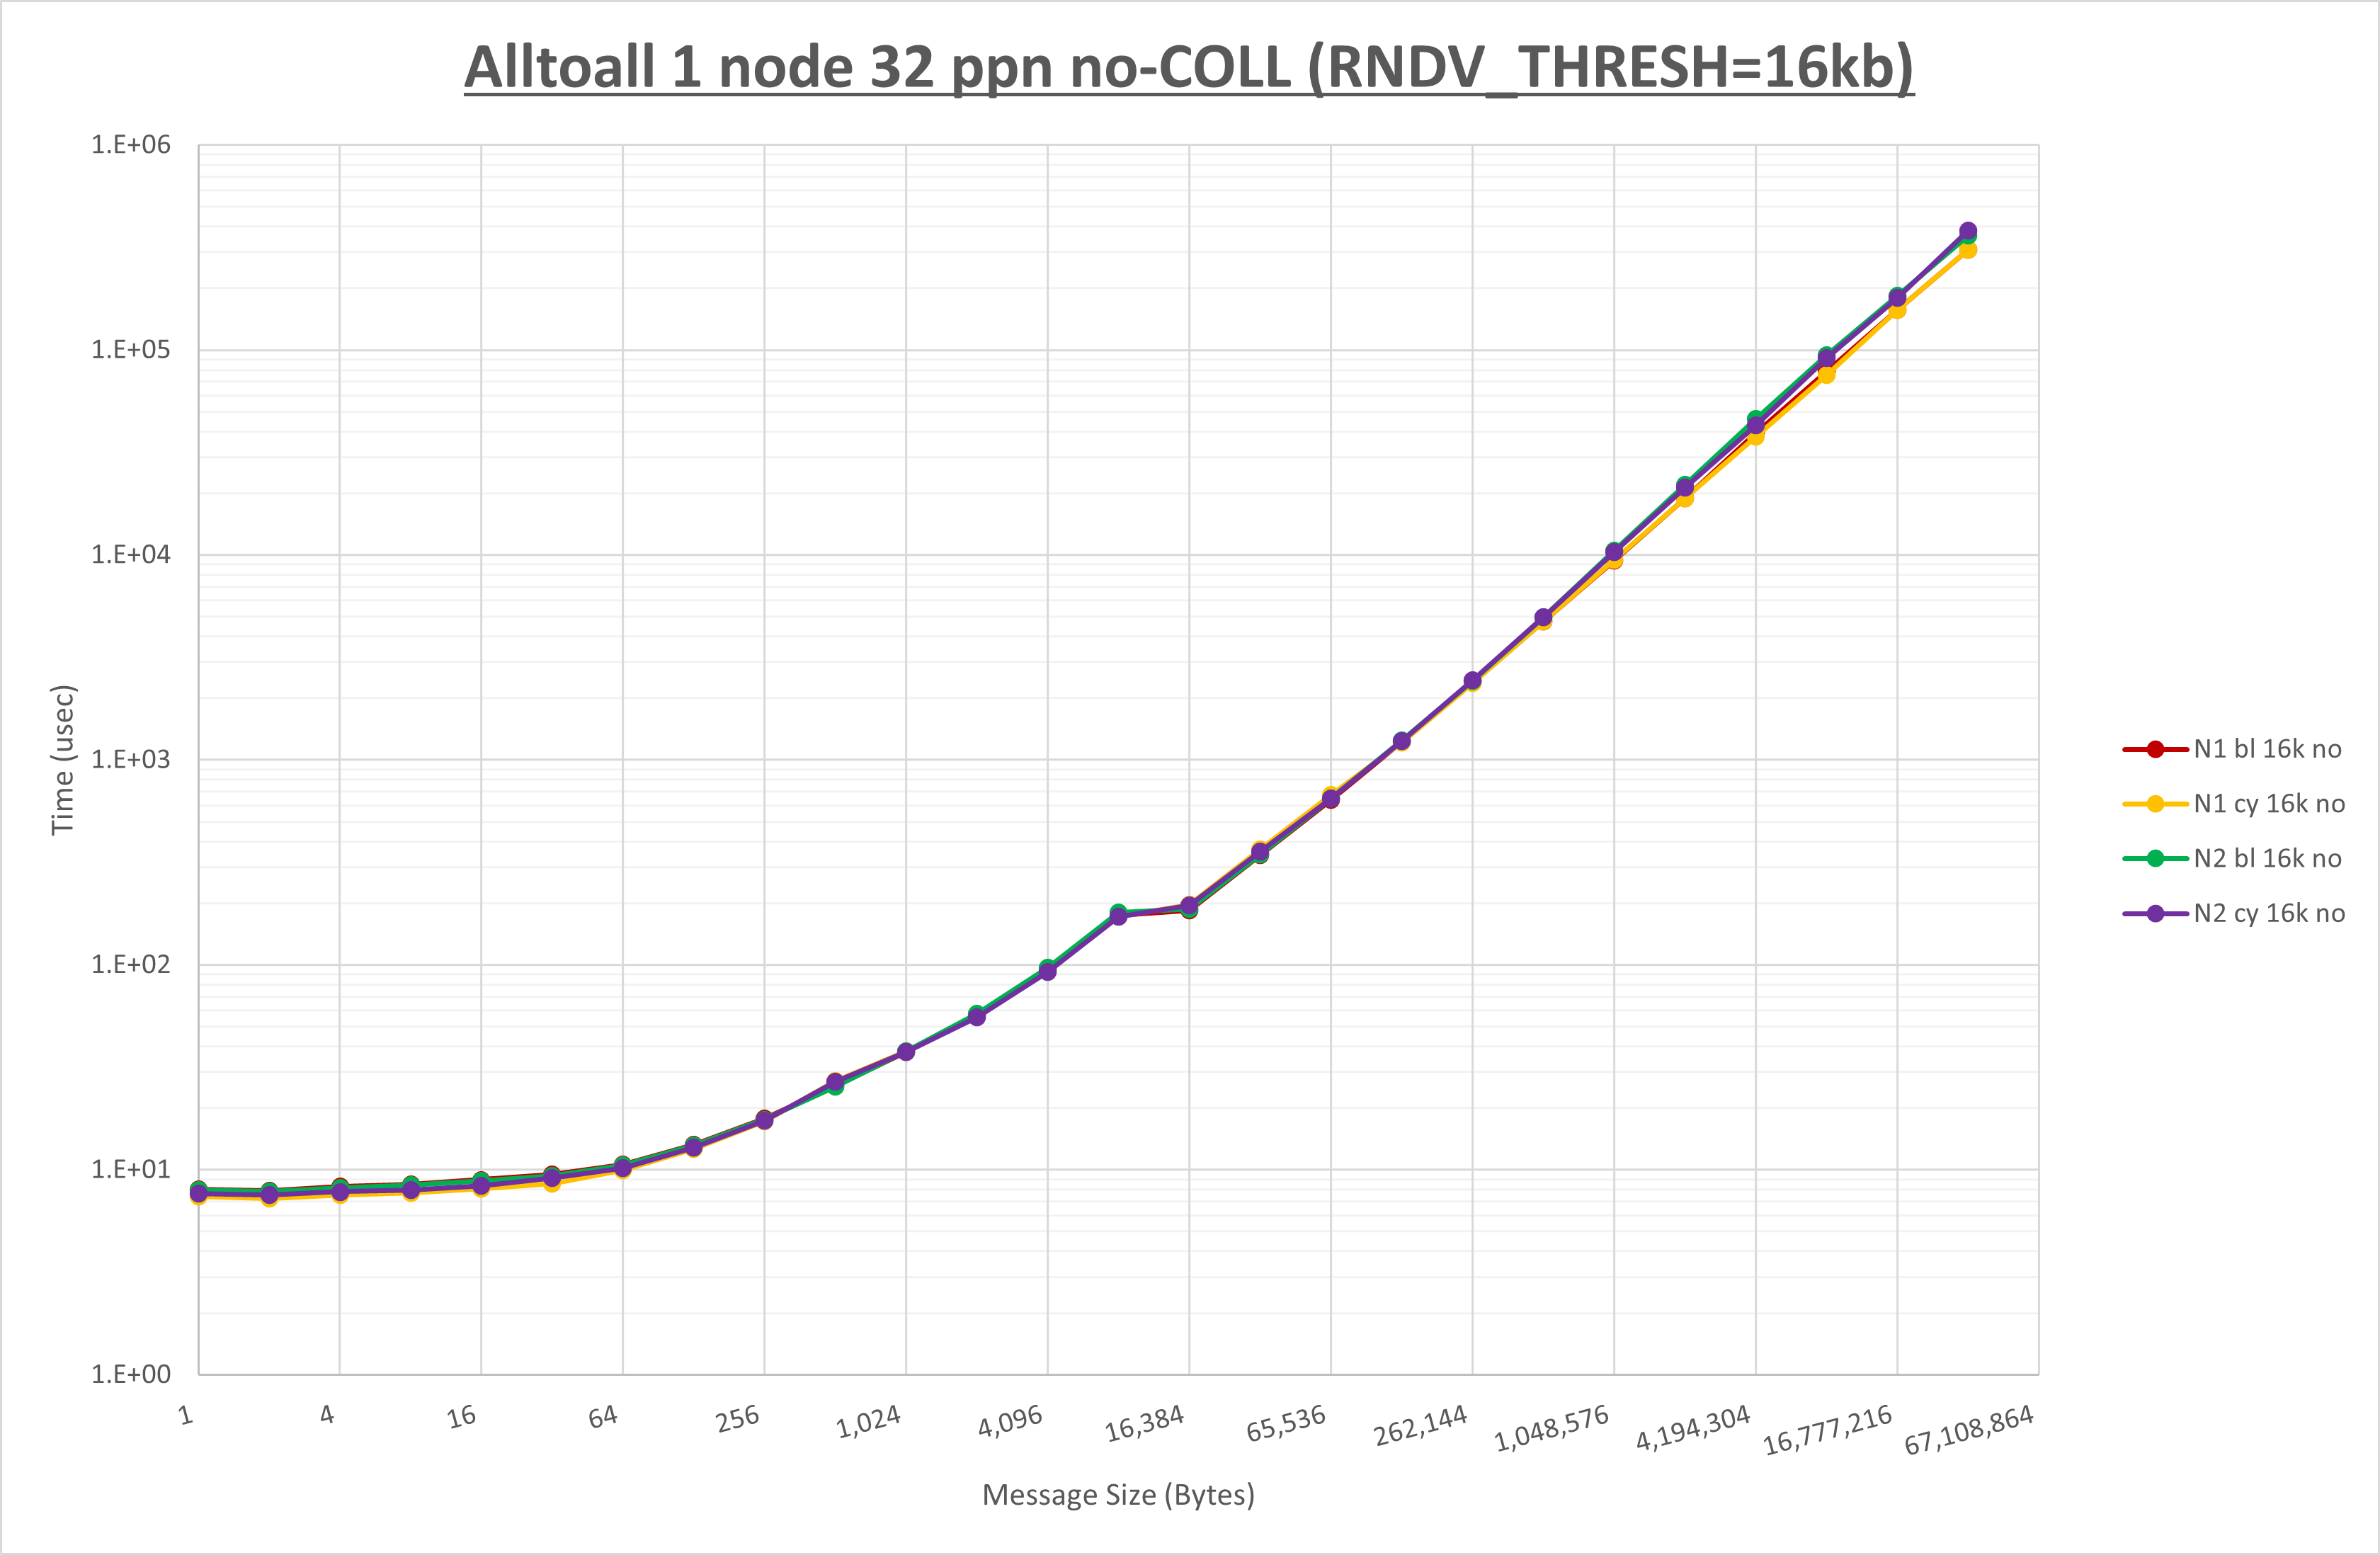 Alltoall 1 node 32 ppn no-COLL (RNDV_THRESH=16kb)
1.E+06
1.E+05
1.E+04
1.E+03
1.E+02
1.E+01
1.E+00
Time (usec)
N1 bl 16k no
N1 cy 16k no
N2 bl 16k no
N2 cy 16k no
1 4 16 64 256 1,024 4,096 16,384 65,536 262,144 1,048,576 4,194,304 16,777,216 67,108,864
Message Size (Bytes)